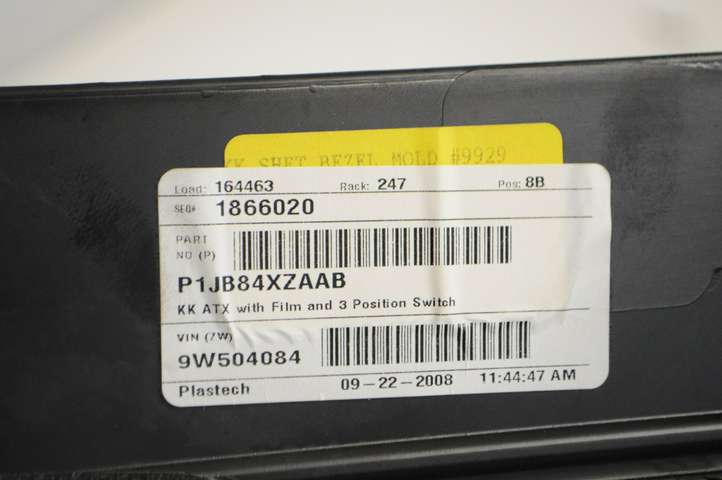 KK SHFT BEZEL MOLD #9929
Load: 164463 Rack: 247 Pos: 8B
SEQ# 1866020
PART
NO (P)
P1JB84XZAAB
KK ATX with Film and 3 Position Switch
VIN (7W)
9W504084
Plastech 09-22-2008 11:44:47 AM